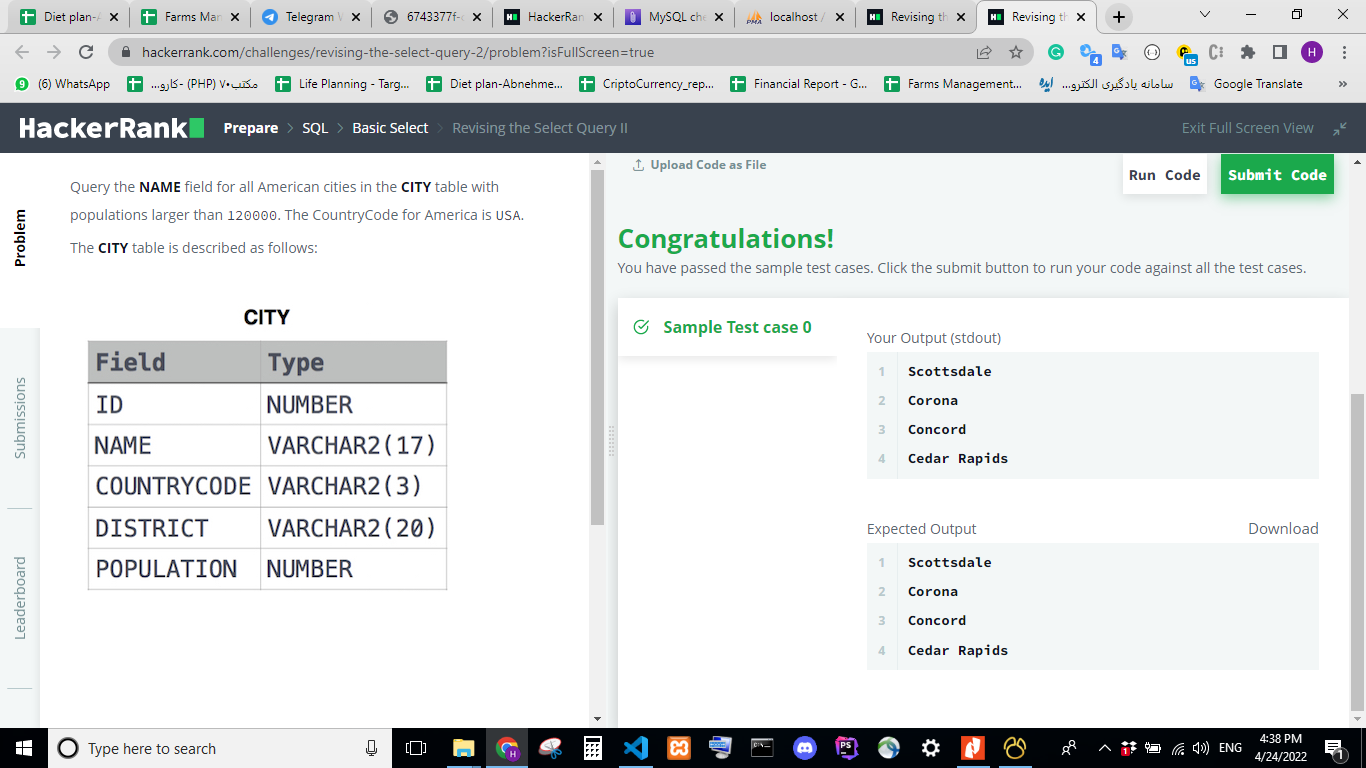 Diet plan-A
Farms Man
Telegram W
6743377f-c
HackerRan
MySQL che
localhost /
Revising th
Revising th
hackerrank.com/challenges/revising-the-select-query-2/problem?isFullScreen=true
4
us
H
9
(6) WhatsApp
مکتب۷۰ (PHP) -کارو...
Life Planning - Targ...
Diet plan-Abnehme...
CriptoCurrency_rep...
Financial Report - G...
Farms Management...
سامانه یادگیری الکترو...
Google Translate
»
HackerRank
Prepare > SQL > Basic Select > Revising the Select Query II
Exit Full Screen View
Problem
Submissions
Leaderboard
Query the NAME field for all American cities in the CITY table with
populations larger than 120000. The CountryCode for America is USA.
The CITY table is described as follows:
CITY
Field Type
ID NUMBER
NAME VARCHAR2(17)
COUNTRYCODE VARCHAR2(3)
DISTRICT VARCHAR2(20)
POPULATION NUMBER
Upload Code as File
Run Code
Submit Code
Congratulations!
You have passed the sample test cases. Click the submit button to run your code against all the test cases.
Sample Test case 0
Your Output (stdout)
1 Scottsdale
2 Corona
3 Concord
4 Cedar Rapids
Expected Output
Download
1 Scottsdale
2 Corona
3 Concord
4 Cedar Rapids
Type here to search
ENG
4:38 PM
4/24/2022
1